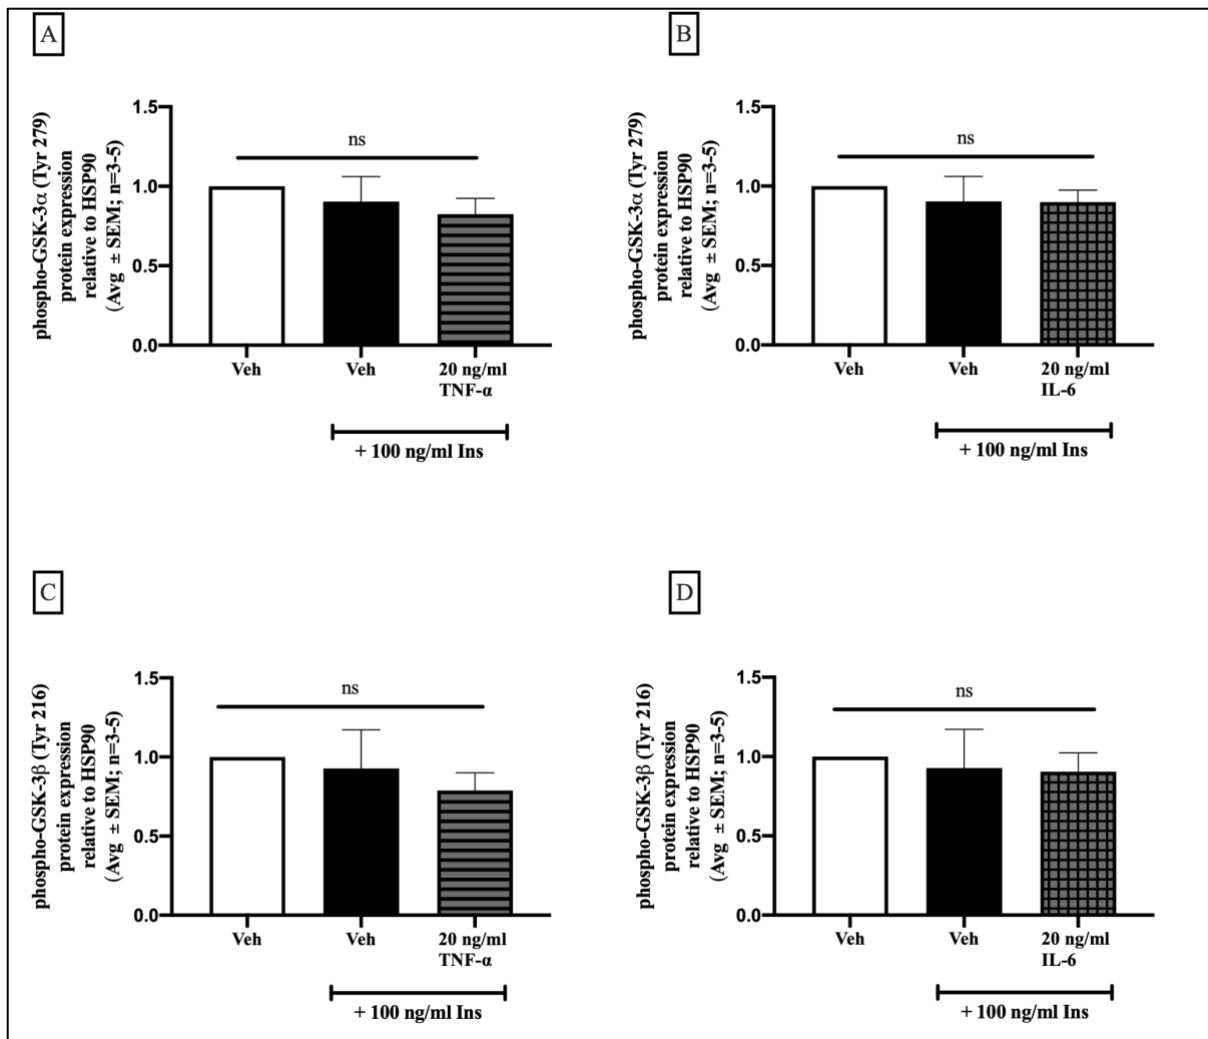 A
phospho-GSK-3α (Tyr 279)
protein expression
relative to HSP90
(Avg ± SEM; n=3-5)
1.5
1.0
0.5
0.0
ns
Veh
Veh
20 ng/ml
TNF-α
+ 100 ng/ml Ins
B
phospho-GSK-3α (Tyr 279)
protein expression
relative to HSP90
(Avg ± SEM; n=3-5)
1.5
1.0
0.5
0.0
ns
Veh
Veh
20 ng/ml
IL-6
+ 100 ng/ml Ins
C
phospho-GSK-3β (Tyr 216)
protein expression
relative to HSP90
(Avg ± SEM; n=3-5)
1.5
1.0
0.5
0.0
ns
Veh
Veh
20 ng/ml
TNF-α
+ 100 ng/ml Ins
D
phospho-GSK-3β (Tyr 216)
protein expression
relative to HSP90
(Avg ± SEM; n=3-5)
1.5
1.0
0.5
0.0
ns
Veh
Veh
20 ng/ml
IL-6
+ 100 ng/ml Ins